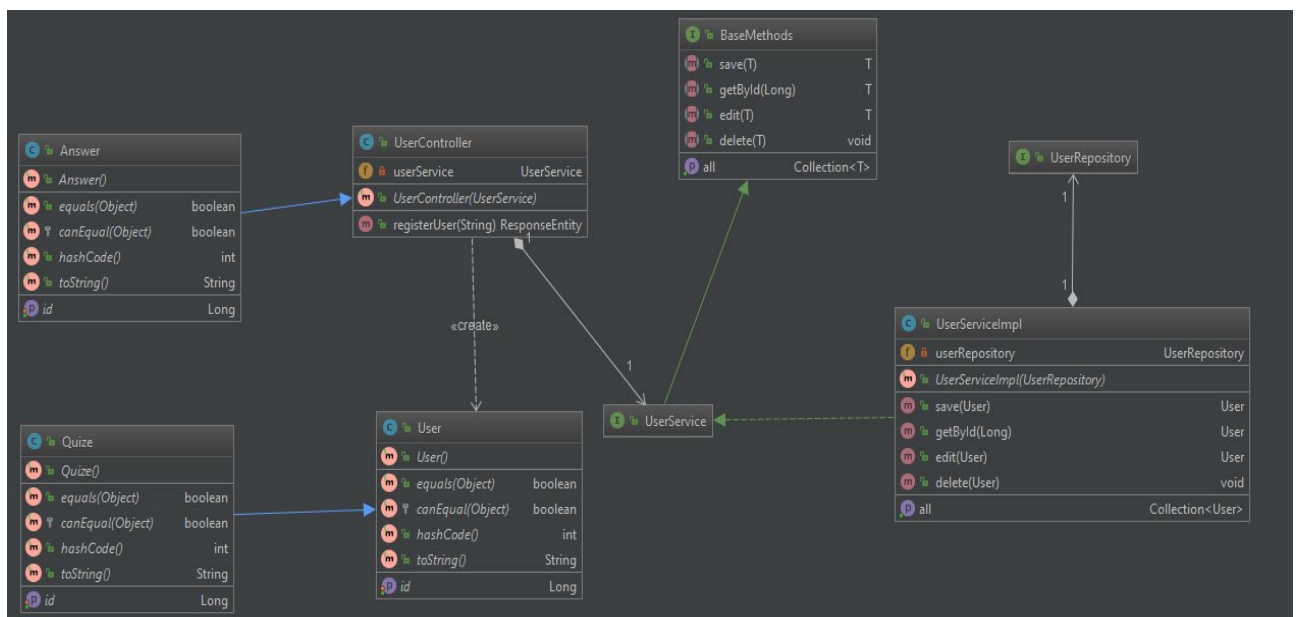 BaseMethods
save(T) T
getById(Long) T
edit(T) T
delete(T) void
all Collection<T>
Answer
Answer()
equals(Object) boolean
canEqual(Object) boolean
hashCode() int
toString() String
id Long
UserController
userService UserService
UserController(UserService)
registerUser(String) ResponseEntity
1
«create»
1
UserRepository
1
1
UserServiceImpl
userRepository UserRepository
UserServiceImpl(UserRepository)
save(User) User
getById(Long) User
edit(User) User
delete(User) void
all Collection<User>
UserService
Quize
Quize()
equals(Object) boolean
canEqual(Object) boolean
hashCode() int
toString() String
id Long
User
User()
equals(Object) boolean
canEqual(Object) boolean
hashCode() int
toString() String
id Long